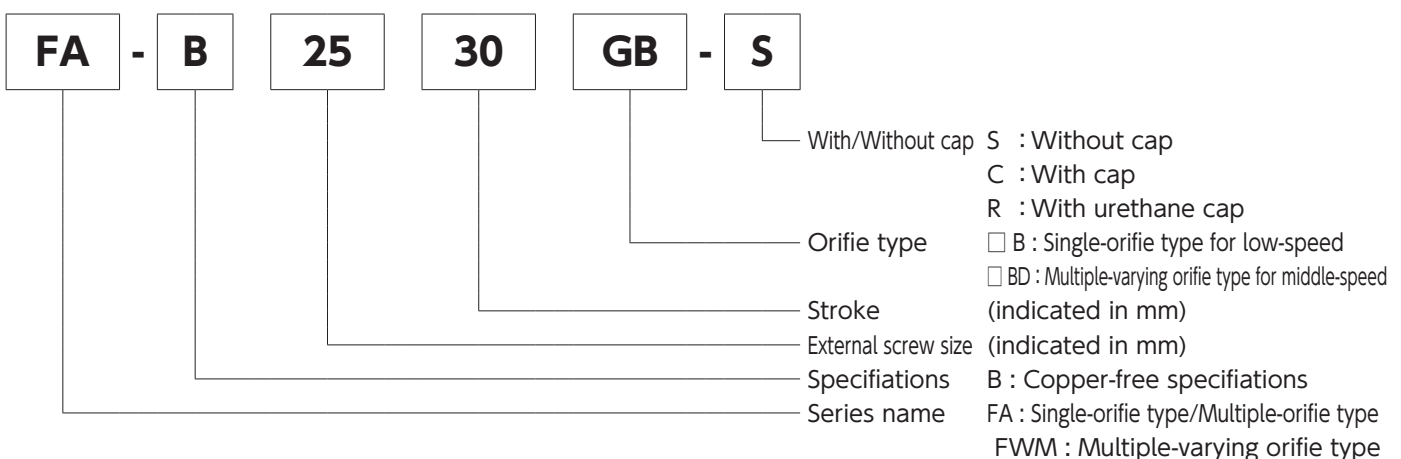 FA - B 25 30 GB - S
With/Without cap S : Without cap
C : With cap
R : With urethane cap
Orifie type □ B : Single-orifie type for low-speed
□ BD : Multiple-varying orifie type for middle-speed
Stroke (indicated in mm)
External screw size (indicated in mm)
Specifiations B : Copper-free specifiations
Series name FA : Single-orifie type/Multiple-orifie type
FWM : Multiple-varying orifie type